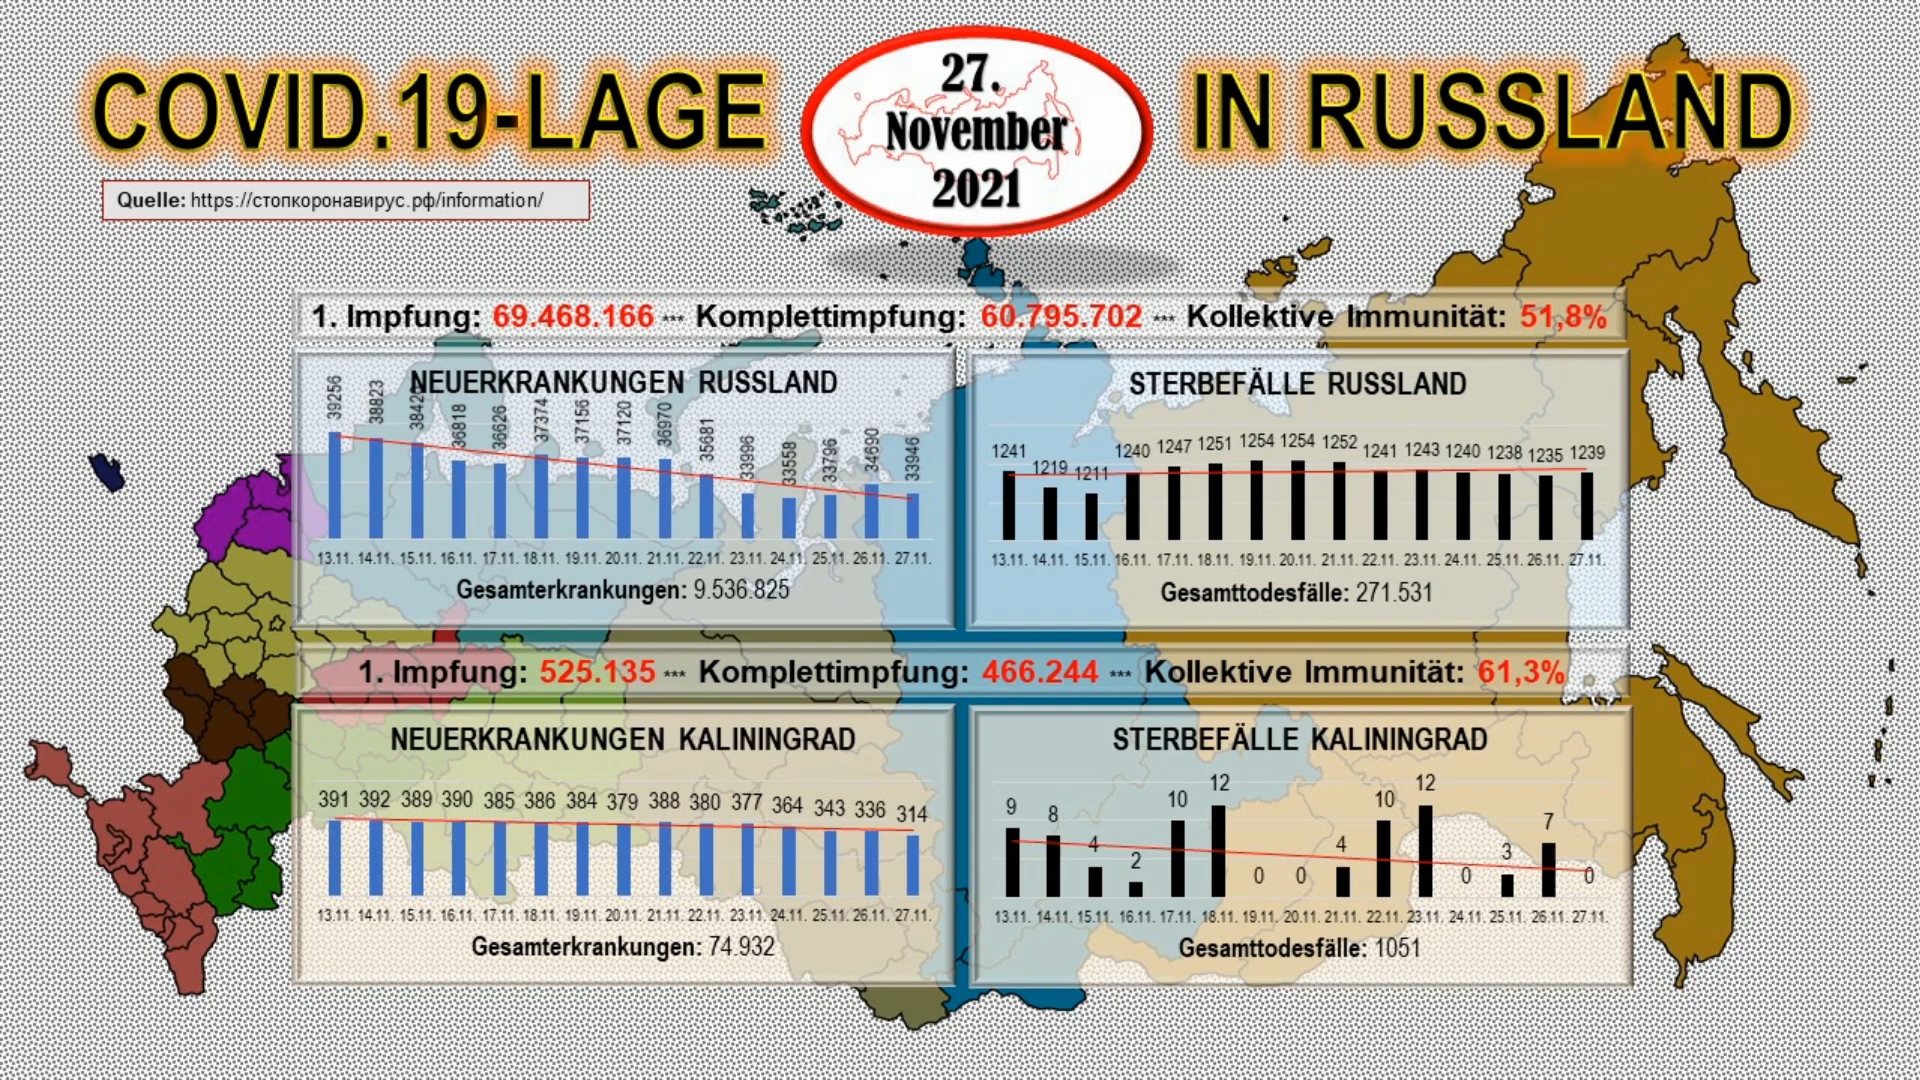 COVID.19-LAGE
27.
November
2021
IN RUSSLAND
Quelle: https://стопкоронавирус.рф/information/
1. Impfung: 69.468.166 *** Komplettimpfung: 60.795.702 *** Kollektive Immunität: 51,8%
NEUERKRANKUNGEN RUSSLAND
39256 38823 38420 36818 36626 37374 37156 37120 36970 35681 33996 33558 33796 34690 33946
13.11. 14.11. 15.11. 16.11. 17.11. 18.11. 19.11. 20.11. 21.11. 22.11. 23.11. 24.11. 25.11. 26.11. 27.11.
Gesamterkrankungen: 9.536.825
STERBEFÄLLE RUSSLAND
1241 1219 1211 1240 1247 1251 1254 1254 1252 1241 1243 1240 1238 1235 1239
13.11. 14.11. 15.11. 16.11. 17.11. 18.11. 19.11. 20.11. 21.11. 22.11. 23.11. 24.11. 25.11. 26.11. 27.11.
Gesamttodesfälle: 271.531
1. Impfung: 525.135 *** Komplettimpfung: 466.244 *** Kollektive Immunität: 61,3%
NEUERKRANKUNGEN KALININGRAD
391 392 389 390 385 386 384 379 388 380 377 364 343 336 314
13.11. 14.11. 15.11. 16.11. 17.11. 18.11. 19.11. 20.11. 21.11. 22.11. 23.11. 24.11. 25.11. 26.11. 27.11.
Gesamterkrankungen: 74.932
STERBEFÄLLE KALININGRAD
9 8 4 2 10 12 0 0 4 10 12 0 3 7 0
13.11. 14.11. 15.11. 16.11. 17.11. 18.11. 19.11. 20.11. 21.11. 22.11. 23.11. 24.11. 25.11. 26.11. 27.11.
Gesamttodesfälle: 1051